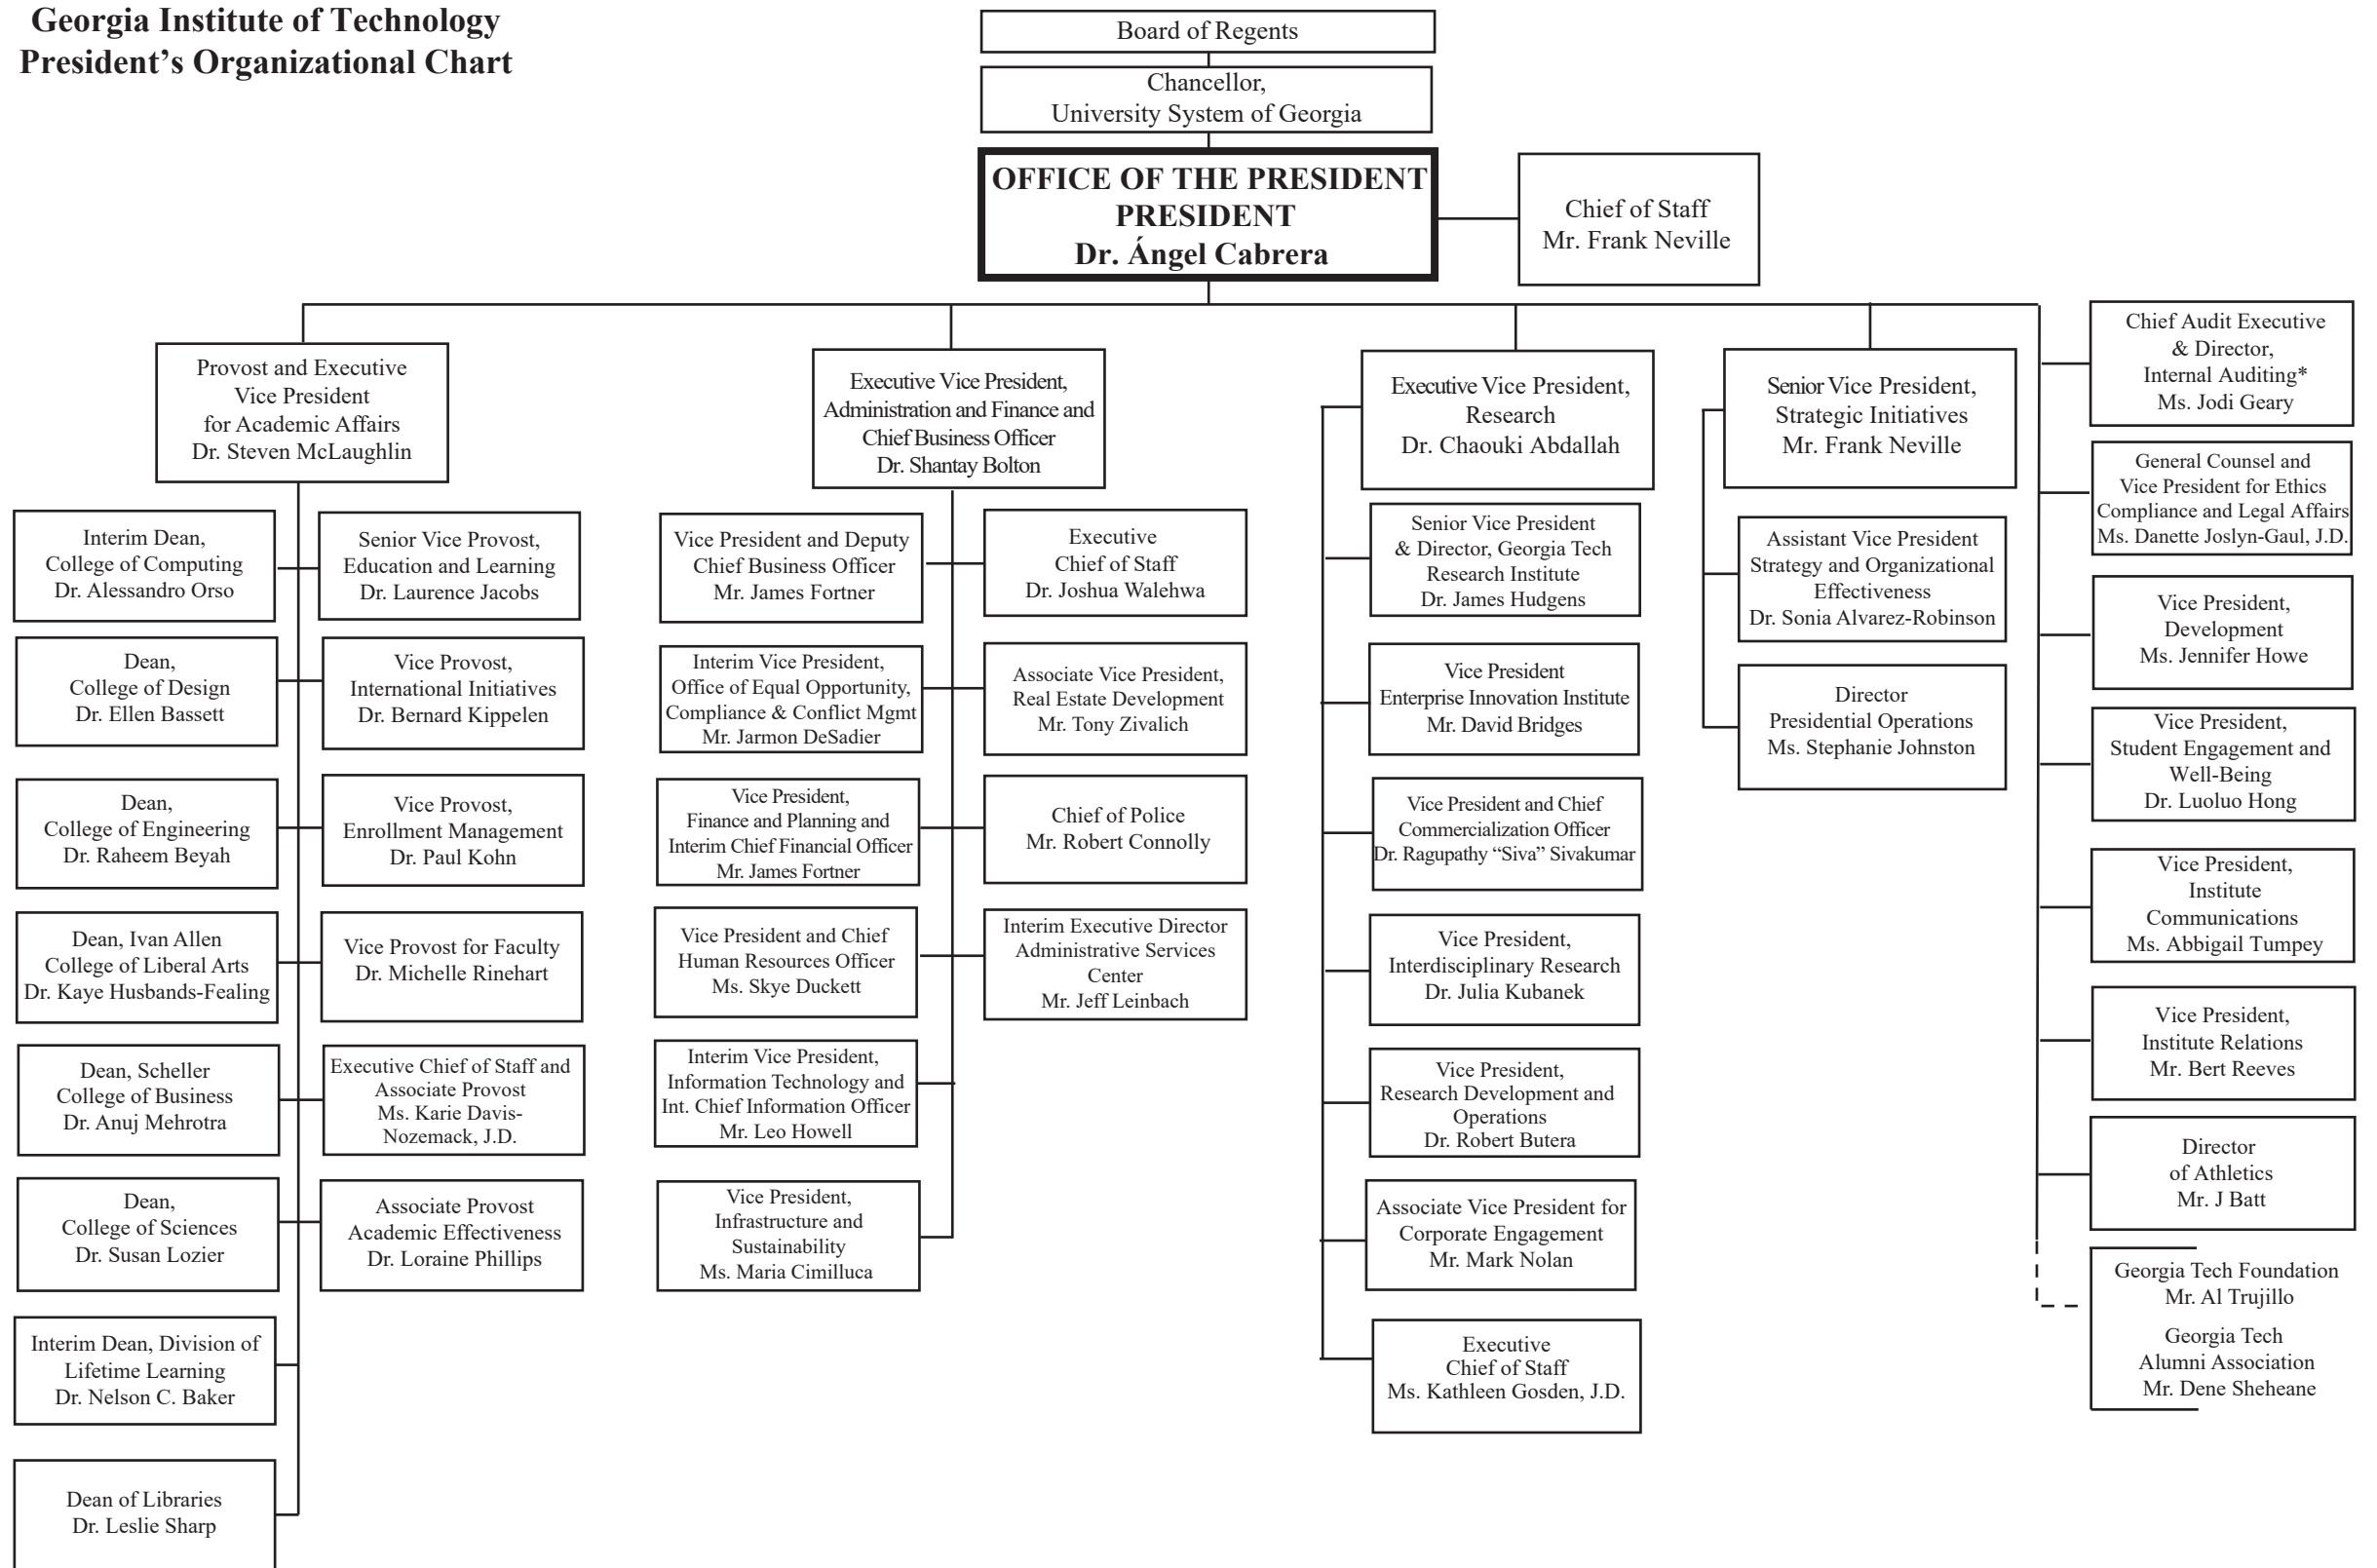 Georgia Institute of Technology
President’s Organizational Chart
Board of Regents
Chancellor,
University System of Georgia
OFFICE OF THE PRESIDENT
PRESIDENT
Dr. Ángel Cabrera
Chief of Staff
Mr. Frank Neville
Provost and Executive
Vice President
for Academic Affairs
Dr. Steven McLaughlin
Interim Dean,
College of Computing
Dr. Alessandro Orso
Senior Vice Provost,
Education and Learning
Dr. Laurence Jacobs
Dean,
College of Design
Dr. Ellen Bassett
Vice Provost,
International Initiatives
Dr. Bernard Kippelen
Dean,
College of Engineering
Dr. Raheem Beyah
Vice Provost,
Enrollment Management
Dr. Paul Kohn
Dean, Ivan Allen
College of Liberal Arts
Dr. Kaye Husbands-Fealing
Vice Provost for Faculty
Dr. Michelle Rinehart
Dean, Scheller
College of Business
Dr. Anuj Mehrotra
Executive Chief of Staff and
Associate Provost
Ms. Karie Davis-
Nozemack, J.D.
Dean,
College of Sciences
Dr. Susan Lozier
Associate Provost
Academic Effectiveness
Dr. Loraine Phillips
Interim Dean, Division of
Lifetime Learning
Dr. Nelson C. Baker
Dean of Libraries
Dr. Leslie Sharp
Executive Vice President,
Administration and Finance and
Chief Business Officer
Dr. Shantay Bolton
Vice President and Deputy
Chief Business Officer
Mr. James Fortner
Executive
Chief of Staff
Dr. Joshua Walehwa
Interim Vice President,
Office of Equal Opportunity,
Compliance & Conflict Mgmt
Mr. Jarmon DeSadier
Associate Vice President,
Real Estate Development
Mr. Tony Zivalich
Vice President,
Finance and Planning and
Interim Chief Financial Officer
Mr. James Fortner
Chief of Police
Mr. Robert Connolly
Vice President and Chief
Human Resources Officer
Ms. Skye Duckett
Interim Executive Director
Administrative Services
Center
Mr. Jeff Leinbach
Interim Vice President,
Information Technology and
Int. Chief Information Officer
Mr. Leo Howell
Vice President,
Infrastructure and
Sustainability
Ms. Maria Cimilluca
Executive Vice President,
Research
Dr. Chaouki Abdallah
Senior Vice President
& Director, Georgia Tech
Research Institute
Dr. James Hudgens
Vice President
Enterprise Innovation Institute
Mr. David Bridges
Vice President and Chief
Commercialization Officer
Dr. Ragupathy “Siva” Sivakumar
Vice President,
Interdisciplinary Research
Dr. Julia Kubanek
Vice President,
Research Development and
Operations
Dr. Robert Butera
Associate Vice President for
Corporate Engagement
Mr. Mark Nolan
Executive
Chief of Staff
Ms. Kathleen Gosden, J.D.
Senior Vice President,
Strategic Initiatives
Mr. Frank Neville
Assistant Vice President
Strategy and Organizational
Effectiveness
Dr. Sonia Alvarez-Robinson
Director
Presidential Operations
Ms. Stephanie Johnston
Chief Audit Executive
& Director,
Internal Auditing*
Ms. Jodi Geary
General Counsel and
Vice President for Ethics
Compliance and Legal Affairs
Ms. Danette Joslyn-Gaul, J.D.
Vice President,
Development
Ms. Jennifer Howe
Vice President,
Student Engagement and
Well-Being
Dr. Luoluo Hong
Vice President,
Institute
Communications
Ms. Abbigail Tumpey
Vice President,
Institute Relations
Mr. Bert Reeves
Director
of Athletics
Mr. J Batt
Georgia Tech Foundation
Mr. Al Trujillo
Georgia Tech
Alumni Association
Mr. Dene Sheheane